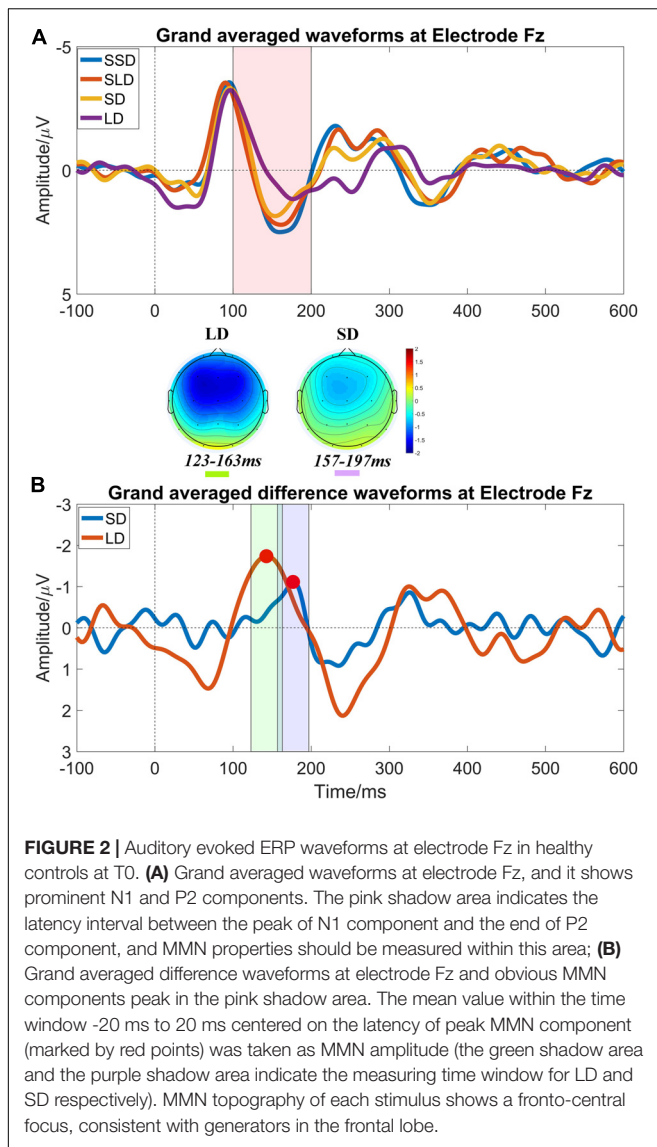 A
Grand averaged waveforms at Electrode Fz
-5
SSD
SLD
SD
LD
Amplitude/μV
0
5
-100 0 100 200 300 400 500 600
LD SD
2
1.5
1
0.5
0
-0.5
-1
-1.5
-2
123-163ms 157-197ms
B
Grand averaged difference waveforms at Electrode Fz
-3
SD
LD
-2
-1
Amplitude/μV
0
1
2
3
-100 0 100 200 300 400 500 600
Time/ms
FIGURE 2 | Auditory evoked ERP waveforms at electrode Fz in healthy
controls at T0. (A) Grand averaged waveforms at electrode Fz, and it shows
prominent N1 and P2 components. The pink shadow area indicates the
latency interval between the peak of N1 component and the end of P2
component, and MMN properties should be measured within this area; (B)
Grand averaged difference waveforms at electrode Fz and obvious MMN
components peak in the pink shadow area. The mean value within the time
window -20 ms to 20 ms centered on the latency of peak MMN component
(marked by red points) was taken as MMN amplitude (the green shadow area
and the purple shadow area indicate the measuring time window for LD and
SD respectively). MMN topography of each stimulus shows a fronto-central
focus, consistent with generators in the frontal lobe.